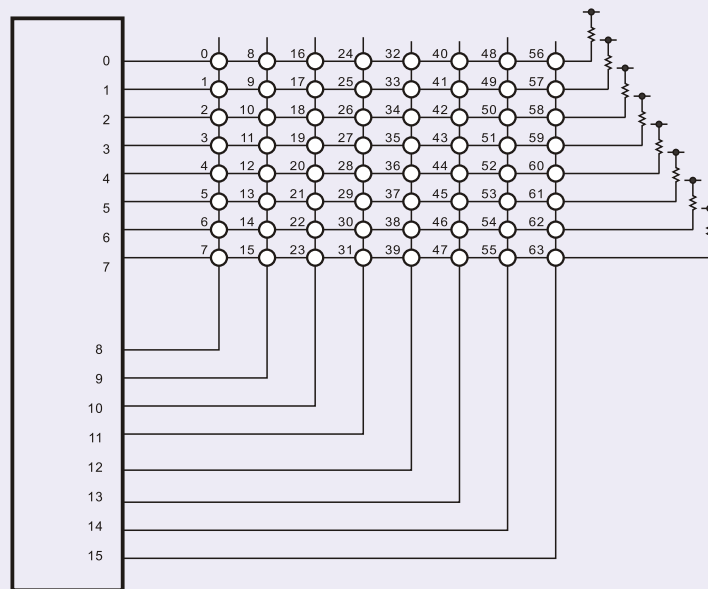 0 0 8 16 24 32 40 48 56
1 1 9 17 25 33 41 49 57
2 2 10 18 26 34 42 50 58
3 3 11 19 27 35 43 51 59
4 4 12 20 28 36 44 52 60
5 5 13 21 29 37 45 53 61
6 6 14 22 30 38 46 54 62
7 7 15 23 31 39 47 55 63
8
9
10
11
12
13
14
15